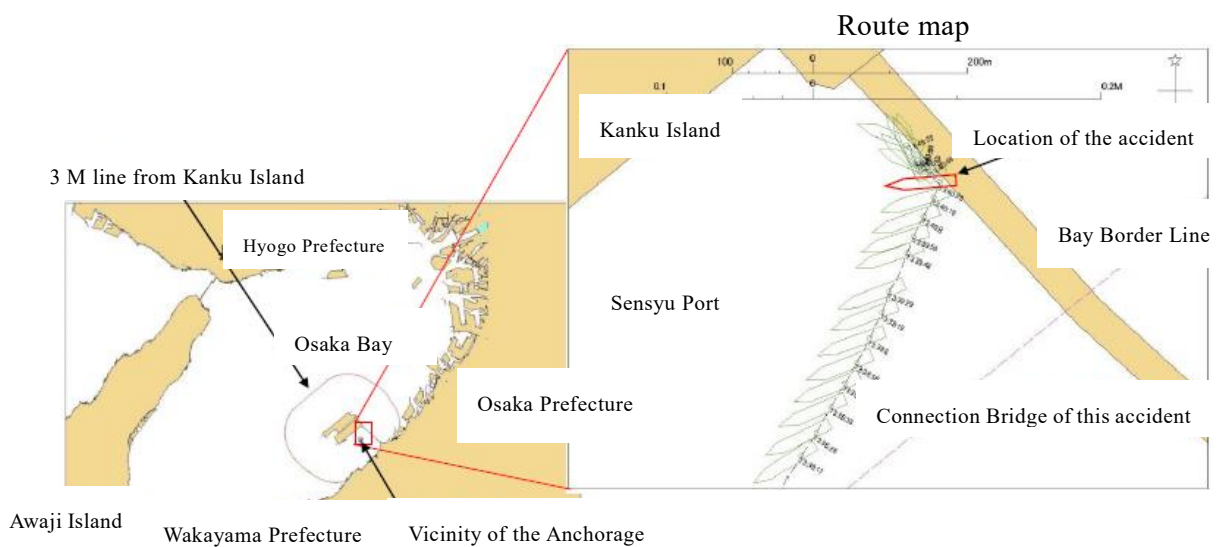 Route map
100
0
200m
0.1
0.2M
Kanku Island
Location of the accident
3 M line from Kanku Island
Bay Border Line
Hyogo Prefecture
Sensyu Port
Osaka Bay
Osaka Prefecture
Connection Bridge of this accident
Awaji Island
Wakayama Prefecture
Vicinity of the Anchorage